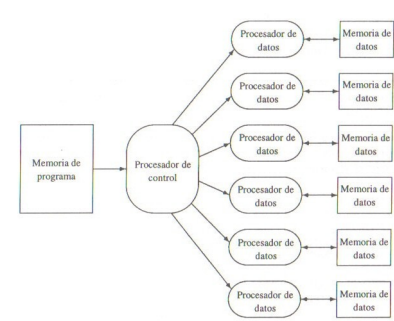 Procesador de
datos
Memoria de
datos
Procesador de
datos
Memoria de
datos
Procesador de
datos
Memoria de
datos
Memoria de
programa
Procesador de
control
Procesador de
datos
Memoria de
datos
Procesador de
datos
Memoria de
datos
Procesador de
datos
Memoria de
datos